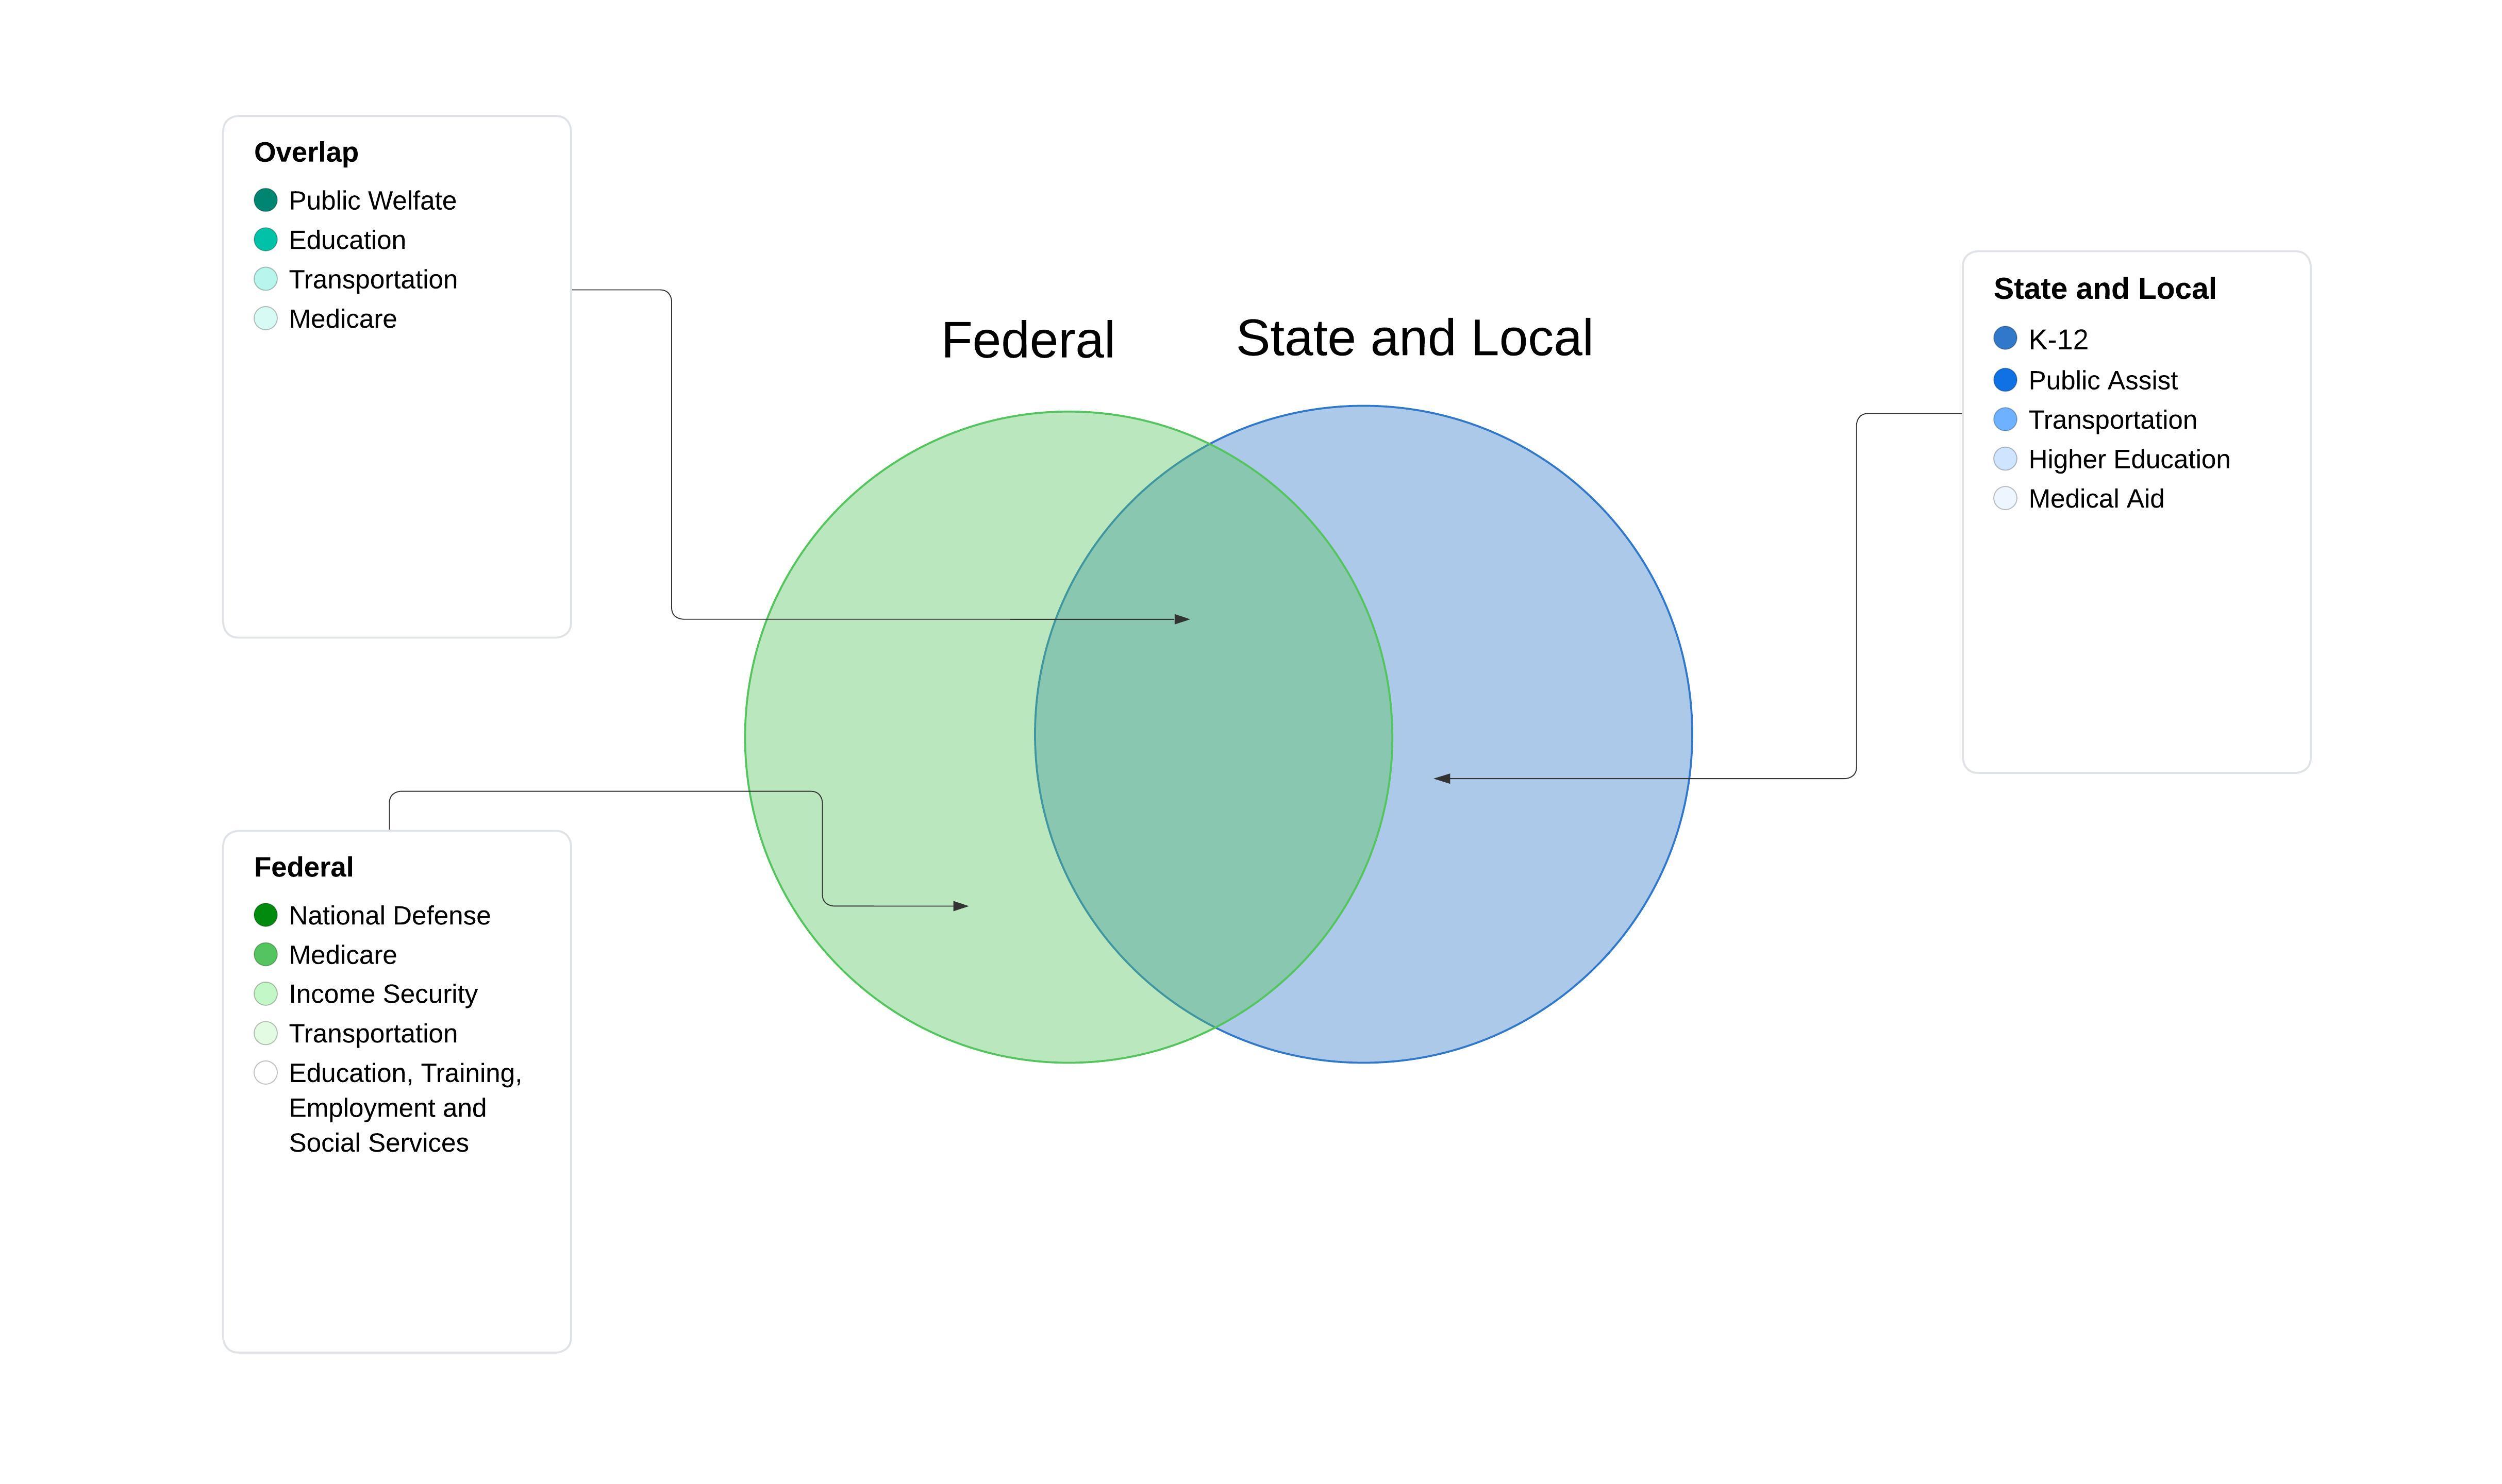 Overlap
Public Welfate
Education
Transportation
Medicare
Federal
State and Local
State and Local
K-12
Public Assist
Transportation
Higher Education
Medical Aid
Federal
National Defense
Medicare
Income Security
Transportation
Education, Training,
Employment and
Social Services